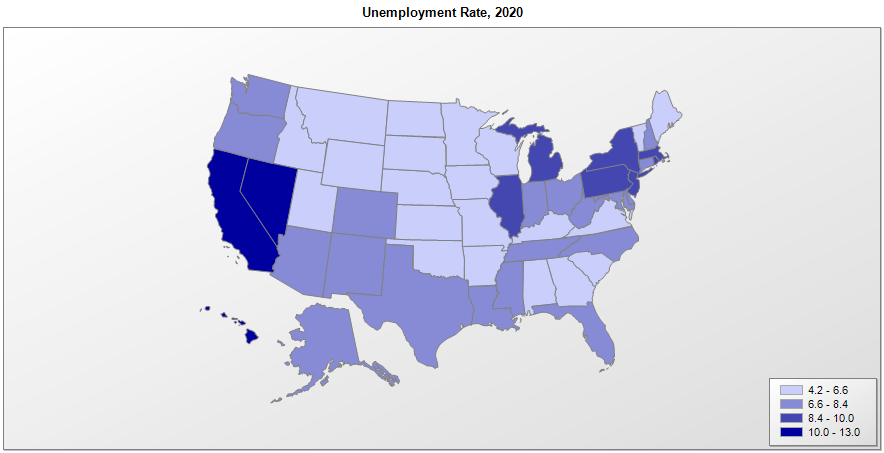 Unemployment Rate, 2020
4.2 - 6.6
6.6 - 8.4
8.4 - 10.0
10.0 - 13.0